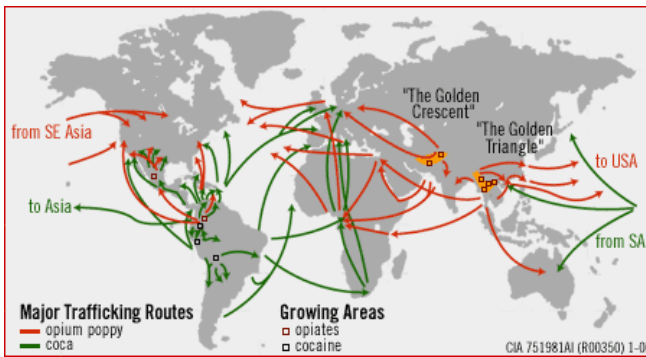 "The Golden
Crescent"
"The Golden
Triangle"
from SE Asia
to USA
to Asia
from SA
Major Trafficking Routes
opium poppy
coca
Growing Areas
opiates
cocaine
CIA 751981AI (R00350) 1-0